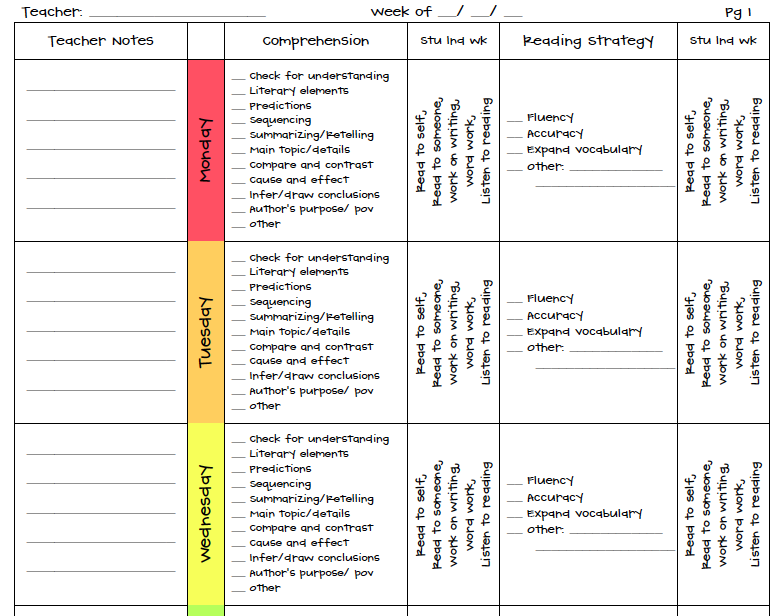 Teacher: ______________________ Week of __/ __/ __ Pg 1
Teacher Notes Comprehension Stu Ind Wk Reading Strategy Stu Ind Wk
Monday
__ Check for understanding
__ Literary elements
__ Predictions
__ Sequencing
__ Summarizing/Retelling
__ Main topic/details
__ Compare and contrast
__ Cause and effect
__ Infer/draw conclusions
__ Author's purpose/ pov
__ other
Read to self,
Read to someone,
Work on writing,
Word work,
Listen to reading
__ Fluency
__ Accuracy
__ Expand vocabulary
__ other: ____________
__________________
Read to self,
Read to someone,
Work on writing,
Word work,
Listen to reading
Tuesday
__ Check for understanding
__ Literary elements
__ Predictions
__ Sequencing
__ Summarizing/Retelling
__ Main topic/details
__ Compare and contrast
__ Cause and effect
__ Infer/draw conclusions
__ Author's purpose/ pov
__ other
Read to self,
Read to someone,
Work on writing,
Word work,
Listen to reading
__ Fluency
__ Accuracy
__ Expand vocabulary
__ other: ____________
__________________
Read to self,
Read to someone,
Work on writing,
Word work,
Listen to reading
Wednesday
__ Check for understanding
__ Literary elements
__ Predictions
__ Sequencing
__ Summarizing/Retelling
__ Main topic/details
__ Compare and contrast
__ Cause and effect
__ Infer/draw conclusions
__ Author's purpose/ pov
__ other
Read to self,
Read to someone,
Work on writing,
Word work,
Listen to reading
__ Fluency
__ Accuracy
__ Expand vocabulary
__ other: ____________
__________________
Read to self,
Read to someone,
Work on writing,
Word work,
Listen to reading